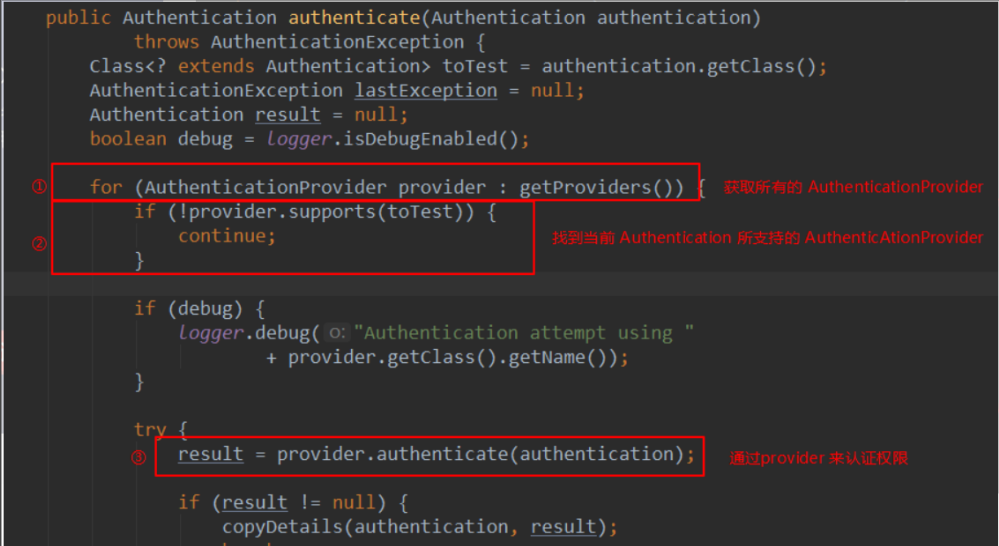 public Authentication authenticate(Authentication authentication)
throws AuthenticationException {
Class<? extends Authentication> toTest = authentication.getClass();
AuthenticationException lastException = null;
Authentication result = null;
boolean debug = logger.isDebugEnabled();
① for (AuthenticationProvider provider : getProviders()) { 获取所有的 AuthenticationProvider
if (!provider.supports(toTest)) {
② continue; 找到当前 Authentication 所支持的 AuthenticAtionProvider
}
if (debug) {
logger.debug( o: "Authentication attempt using "
+ provider.getClass().getName());
}
try {
③ result = provider.authenticate(authentication); 通过provider 来认证权限
if (result != null) {
copyDetails(authentication, result);